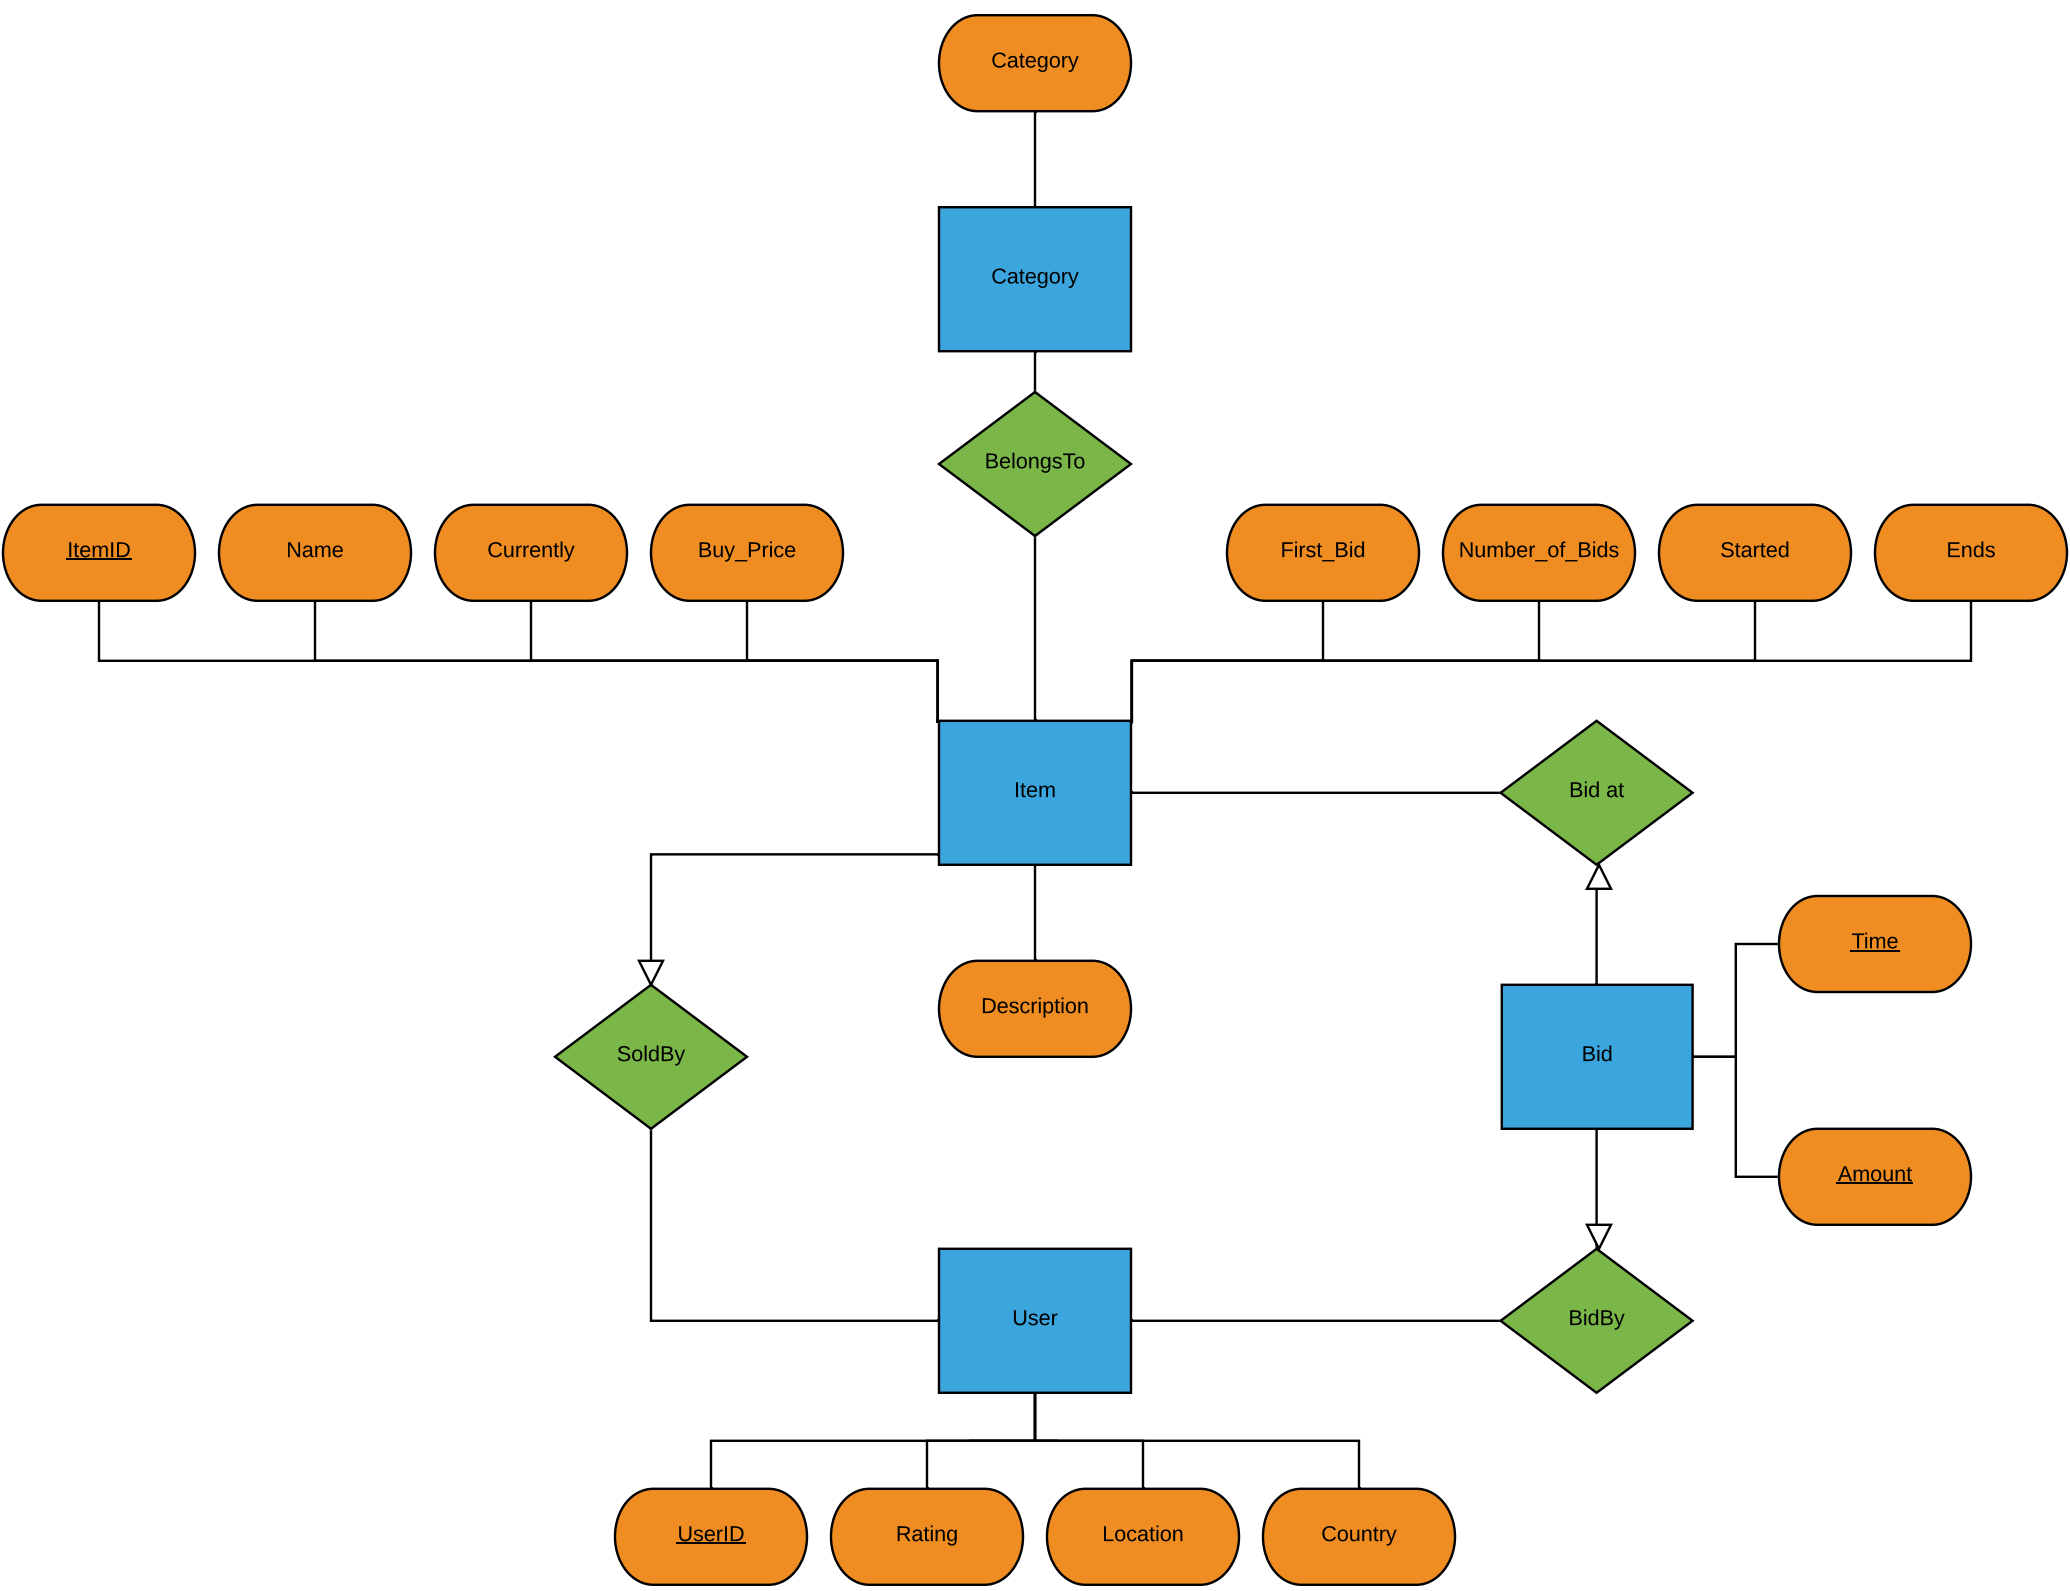 Category
Category
BelongsTo
ItemID
Name
Currently
Buy_Price
First_Bid
Number_of_Bids
Started
Ends
Item
Bid at
Time
Description
SoldBy
Bid
Amount
User
BidBy
UserID
Rating
Location
Country